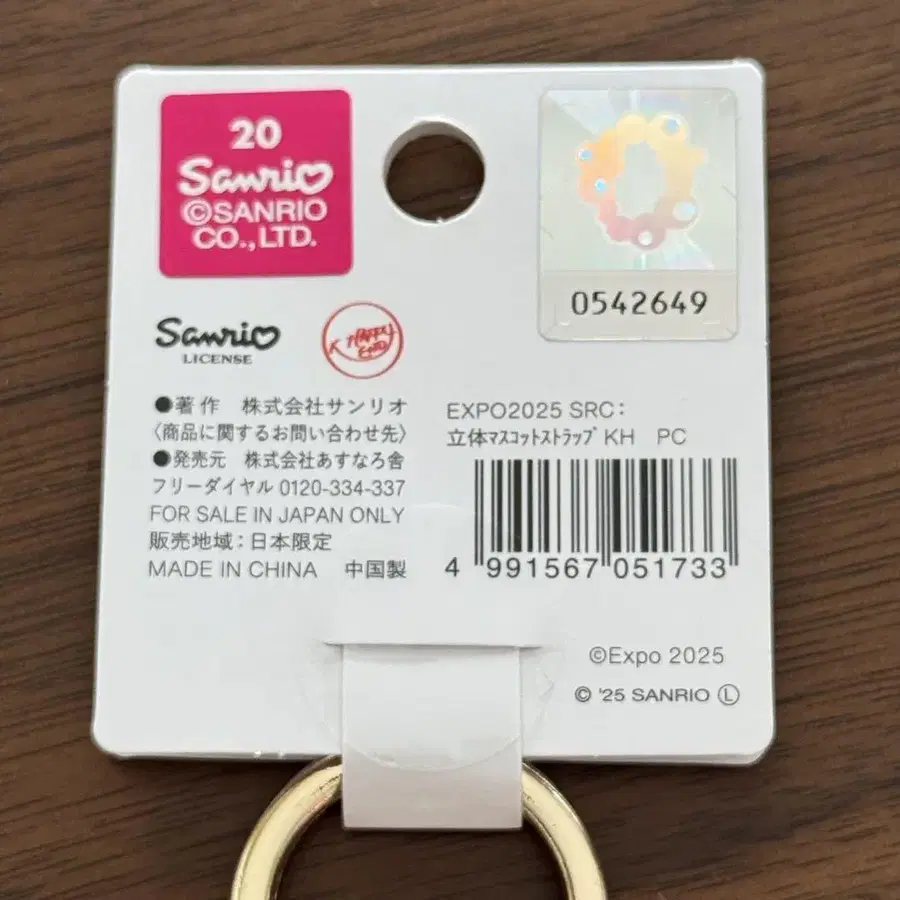 20
Sanrio
©SANRIO
CO.,LTD.
0542649
Sanrio
LICENSE
●著作 株式会社サンリオ
〈商品に関するお問い合わせ先〉
●発売元 株式会社あすなろ舎
フリーダイヤル 0120-334-337
FOR SALE IN JAPAN ONLY
販売地域：日本限定
MADE IN CHINA 中国製
EXPO2025 SRC：
立体ﾏｽｺｯﾄｽﾄﾗｯﾌﾟ KH PC
4 991567 051733
©Expo 2025
© '25 SANRIO Ⓛ